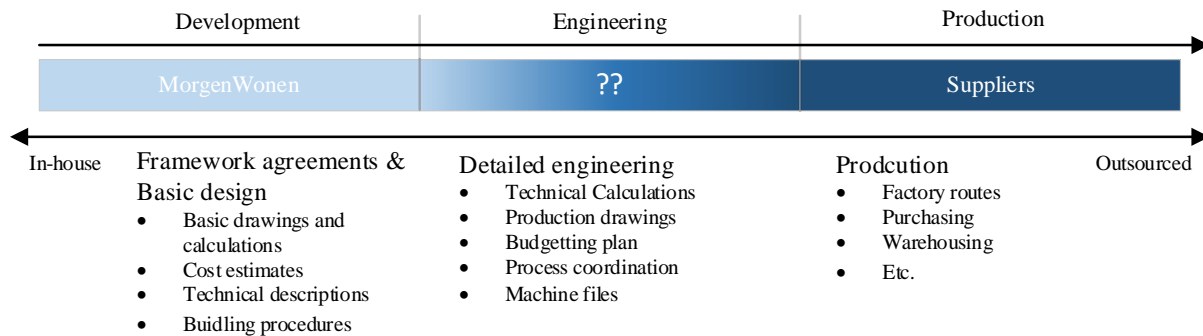 Development Engineering Production
MorgenWonen ?? Suppliers
In-house Outsourced
Framework agreements &
Basic design
• Basic drawings and
calculations
• Cost estimates
• Technical descriptions
• Buidling procedures
Detailed engineering
• Technical Calculations
• Production drawings
• Budgetting plan
• Process coordination
• Machine files
Prodcution
• Factory routes
• Purchasing
• Warehousing
• Etc.